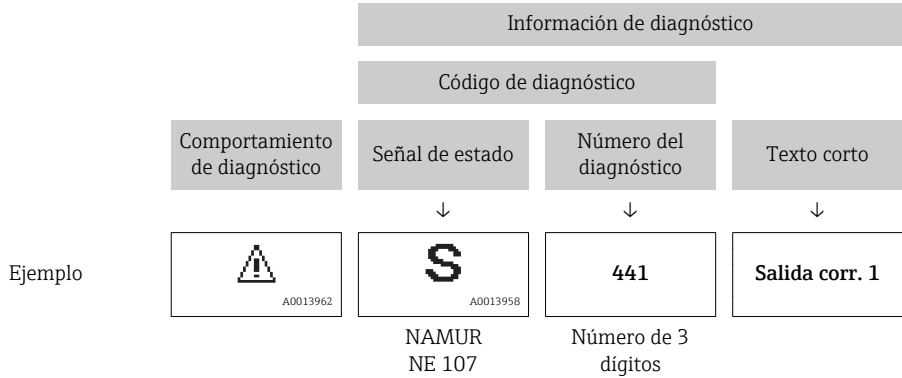 Información de diagnóstico
Código de diagnóstico
Comportamiento
de diagnóstico
Señal de estado
Número del
diagnóstico
Texto corto
↓
↓
↓
Ejemplo
A0013962
S
A0013958
441
Salida corr. 1
NAMUR
NE 107
Número de 3
dígitos